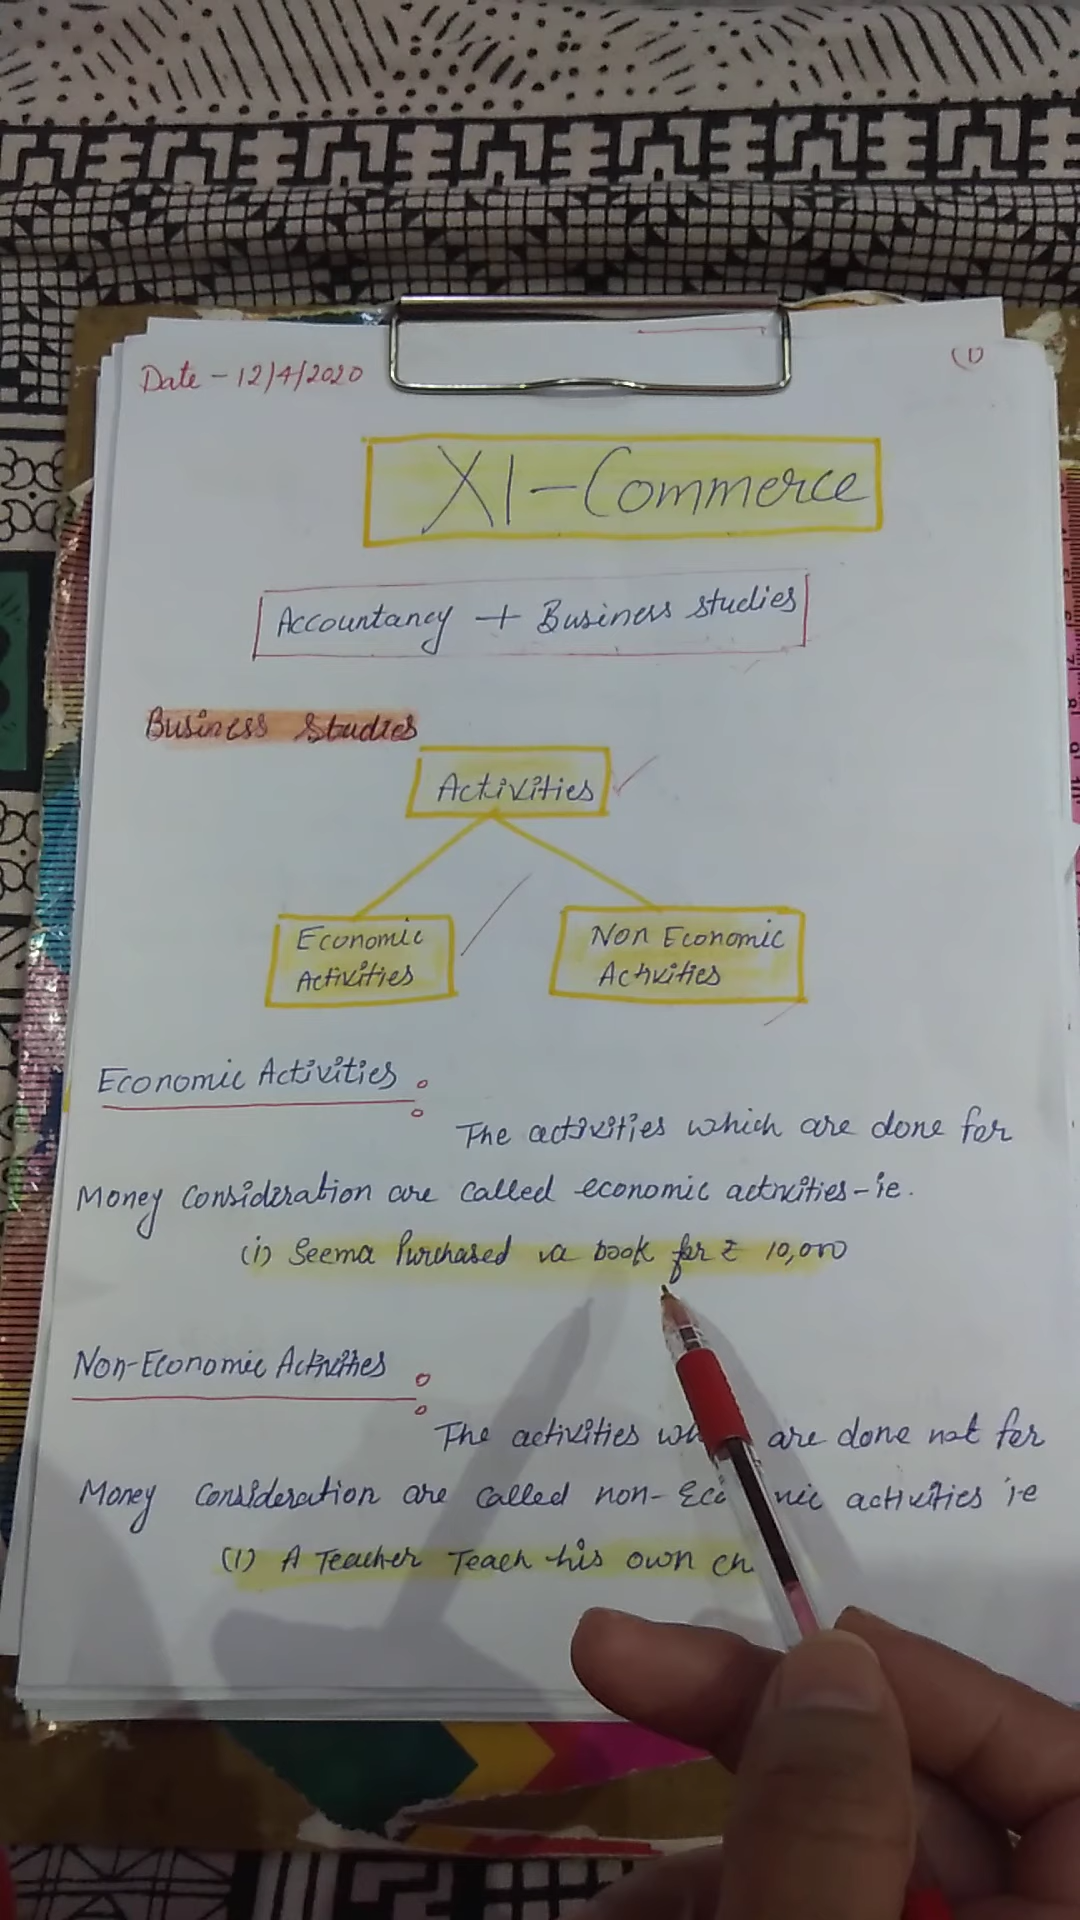 Date - 12/4/2020
(1)
XI - Commerce
Accountancy + Business studies
Business Studies
Activities
Economic
Activities
Non Economic
Activities
Economic Activities :
The activities which are done for
Money consideration are called economic activities - ie.
(i) Seema Purchased a book for ₹ 10,000
Non-Economic Activities :
The activities are done not for
Money consideration are called non- activities ie
(1) A Teacher Teach his own